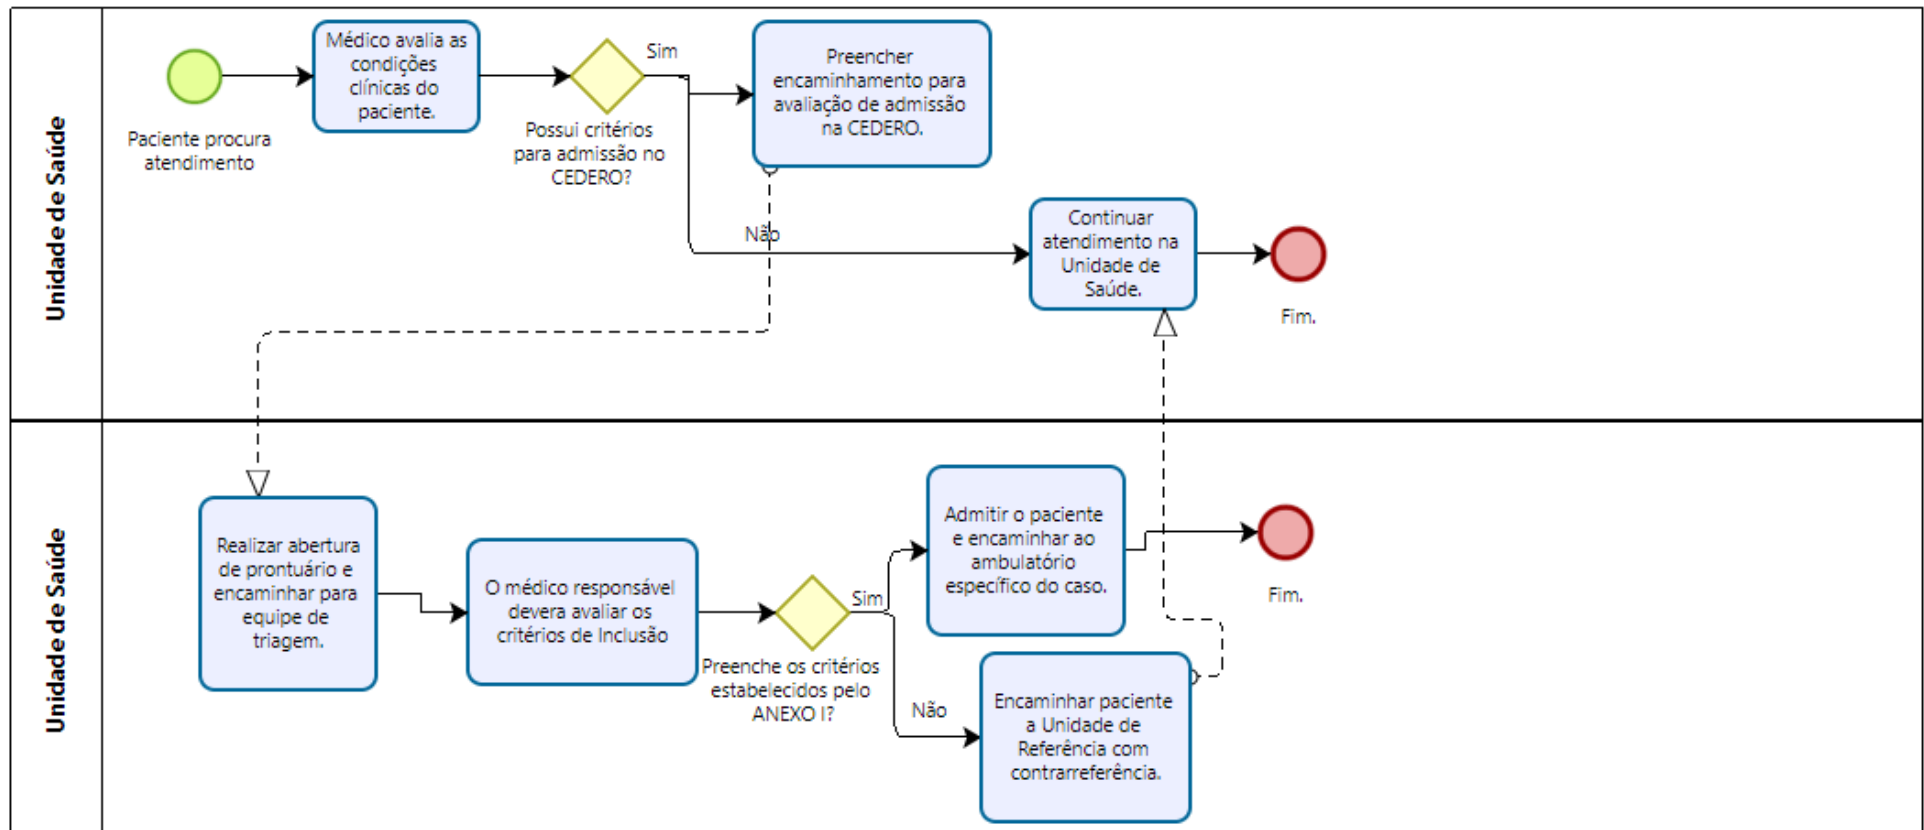 Unidade de Saúde
Paciente procura
atendimento
Médico avalia as
condições
clínicas do
paciente.
Possui critérios
para admissão no
CEDERO?
Sim
Preencher
encaminhamento para
avaliação de admissão
na CEDERO.
Não
Continuar
atendimento na
Unidade de
Saúde.
Fim.
Unidade de Saúde
Realizar abertura
de prontuário e
encaminhar para
equipe de
triagem.
O médico responsável
devera avaliar os
critérios de Inclusão
Preenche os critérios
estabelecidos pelo
ANEXO I?
Sim
Admitir o paciente
e encaminhar ao
ambulatório
específico do caso.
Fim.
Não
Encaminhar paciente
a Unidade de
Referência com
contrarreferência.